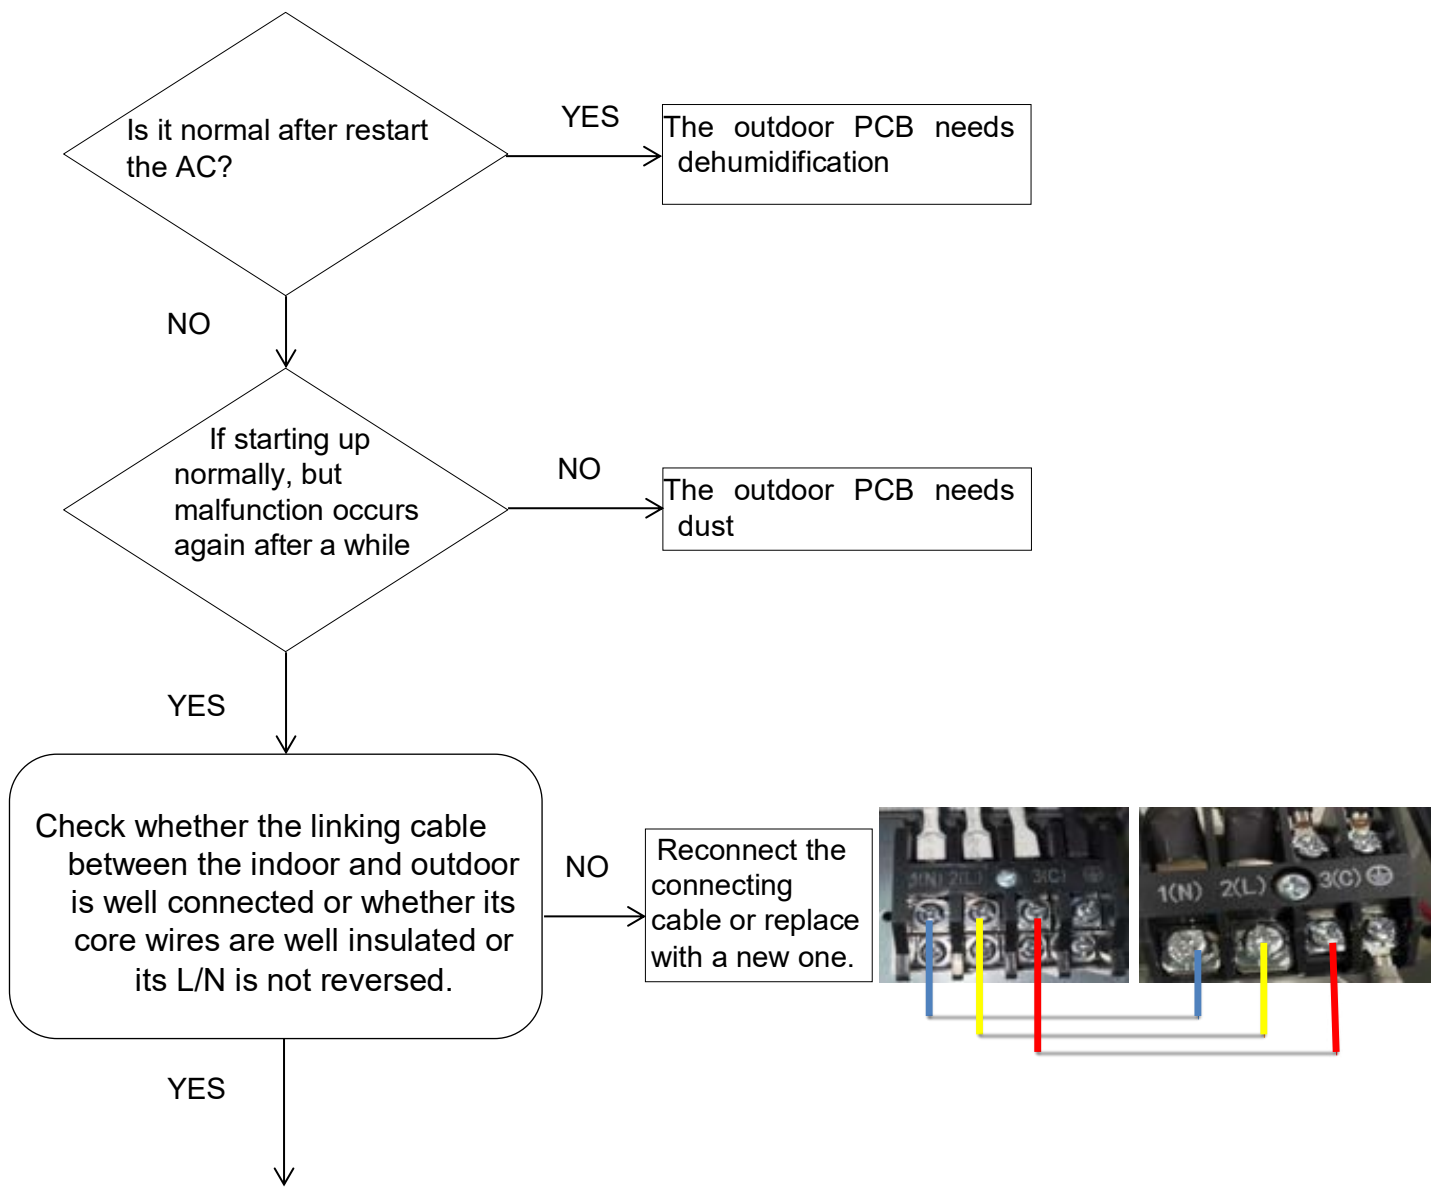 Is it normal after restart
the AC?
YES
The outdoor PCB needs
dehumidification
NO
If starting up
normally, but
malfunction occurs
again after a while
NO
The outdoor PCB needs
dust
YES
Check whether the linking cable
between the indoor and outdoor
is well connected or whether its
core wires are well insulated or
its L/N is not reversed.
NO
Reconnect the
connecting
cable or replace
with a new one.
2(L) 3(C)
1(N) 2(L) 3(C)
YES